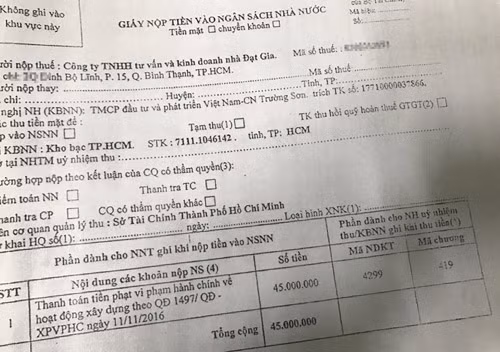 Không ghi vào
khu vực này
GIẤY NỘP TIỀN VÀO NGÂN SÁCH NHÀ NƯỚC
Tiền mặt □ chuyển khoản □
Mã hiệu
Số:
ười nộp thuế : Công ty TNHH tư vấn và kinh doanh nhà Đạt Gia. Mã số thuế :
chỉ: Đinh Bộ Lĩnh, P. 15, Q. Bình Thạnh, TP.HCM.
ười nộp thay: Mã số thuế
chỉ : Huyện: Tỉnh, TP:
nghị NH (KBNN): TMCP đầu tư và phát triển Việt Nam-CN Trường Sơn. trích TK số: 17710000037866.
ặc thu tiền mặt để :
p vào NSNN □ Tạm thu(1) □ TK thu hồi quỹ hoàn thuế GTGT(2) □
KBNN : Kho bạc TP.HCM. STK : 7111.1046142. tỉnh, TP: HCM
ở tại NHTM uỷ nhiệm thu :
ường hợp nộp theo kết luận của CQ có thẩm quyền(3):
iểm toán NN □ Thanh tra TC □
hanh tra CP □ CQ có thẩm quyền khác □
ên cơ quan quản lý thu : Sở Tài Chính Thành Phố Hồ Chí Minh
khai HQ số(1): ngày: Loại hình XNK(1):
Phần dành cho NNT ghi khi nộp tiền vào NSNN
Phần dành cho NH uỷ nhiệm
thu/KBNN ghi khi thu tiền(*)
STT Nội dung các khoản nộp NS (4) Số tiền Mã NDKT Mã chương
1 Thanh toán tiền phạt vi phạm hành chính về
hoạt động xây dựng theo QĐ 1497/ QĐ -
XPVPHC ngày 11/11/2016 45.000.000 4299 419
Tổng cộng 45.000.000